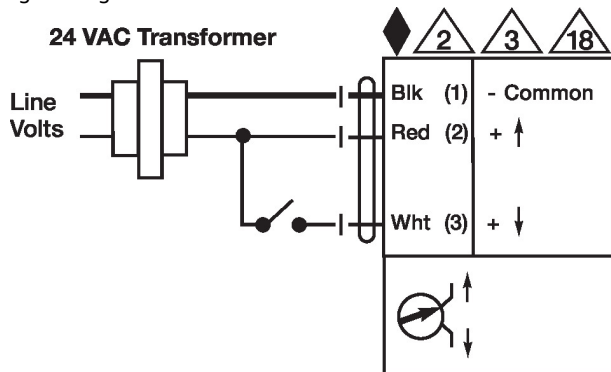 24 VAC Transformer
2
3
18
Line
Volts
Blk (1) - Common
Red (2) +
Wht (3) +